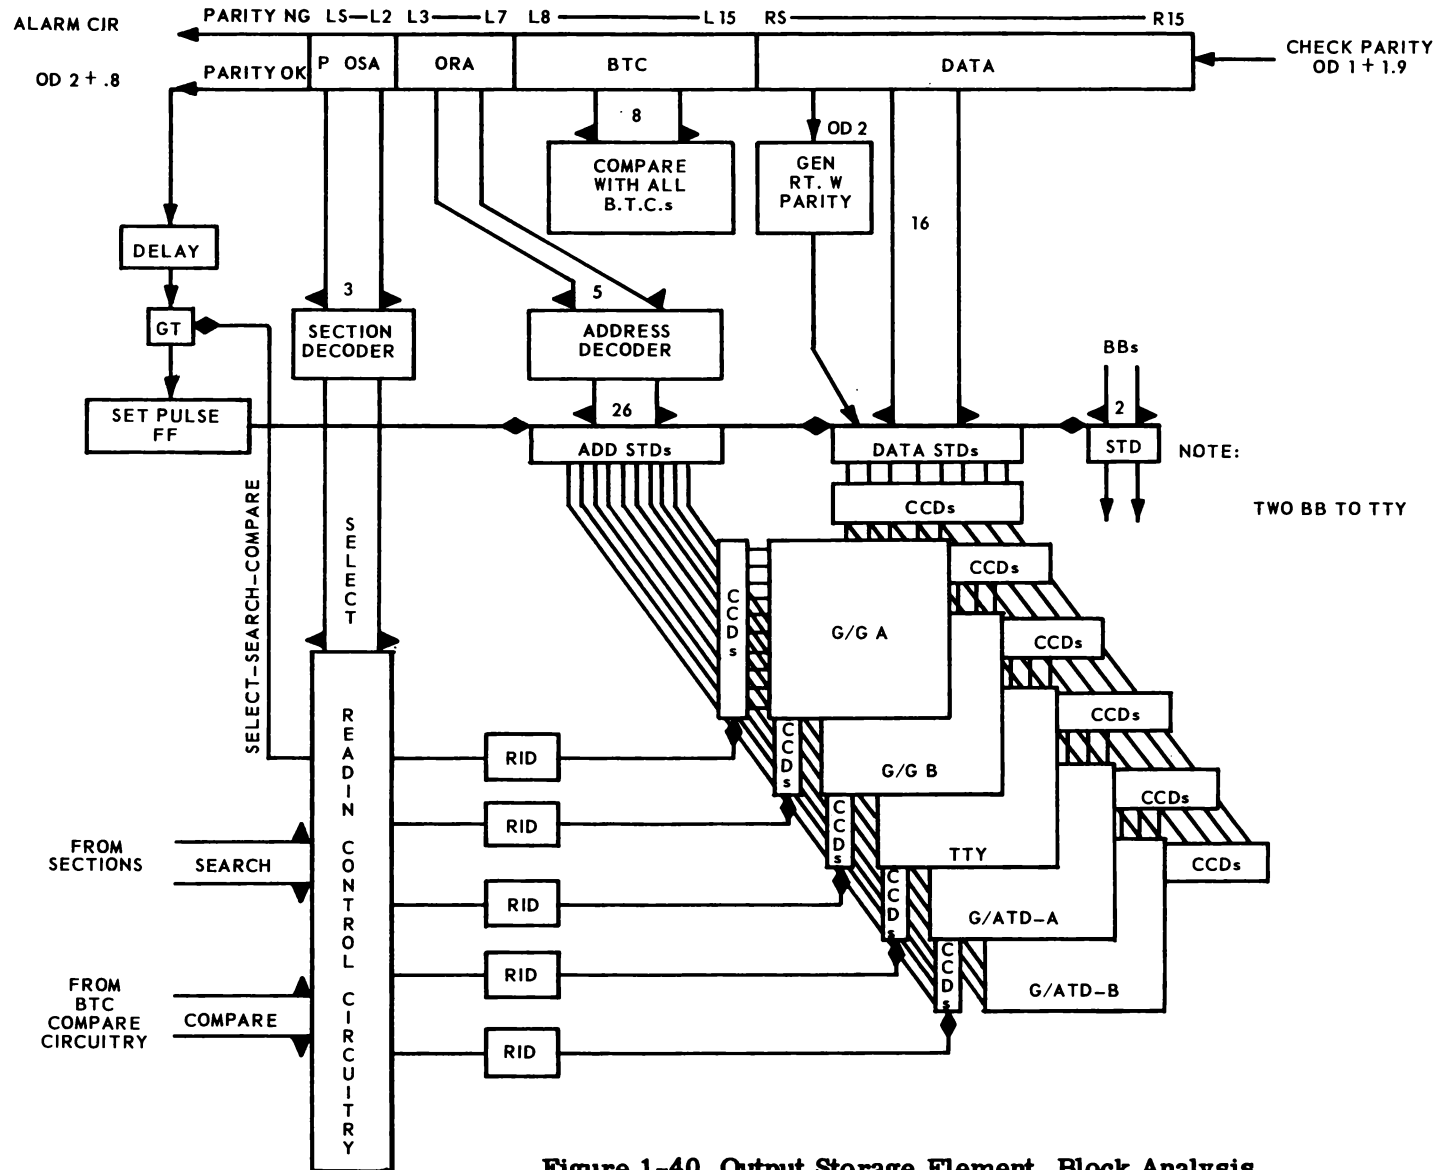 PARITY NG LS—L2 L3——L7 L8————L15 RS————————R15
ALARM CIR
P OSA ORA BTC DATA
CHECK PARITY
OD 1 + 1.9
PARITY OK
OD 2 + .8
8
OD 2
COMPARE
WITH ALL
B.T.C.s
GEN
RT. W
PARITY
16
DELAY
3
5
GT
SECTION
DECODER
ADDRESS
DECODER
BBs
SET PULSE
FF
26
2
ADD STDs
DATA STDs
STD
NOTE:
TWO BB TO TTY
SELECT–SEARCH–COMPARE
SELECT
CCDs
CCDs
CCDs
CCDs
CCDs
CCDs
CCDs
CCDs
CCDs
CCDs
G/G A
G/G B
TTY
G/ATD–A
G/ATD–B
READIN CONTROL CIRCUITRY
RID
RID
RID
RID
RID
FROM
SECTIONS
SEARCH
FROM
BTC
COMPARE
CIRCUITRY
COMPARE
Figure 1-40. Output Storage Element, Block Analysis